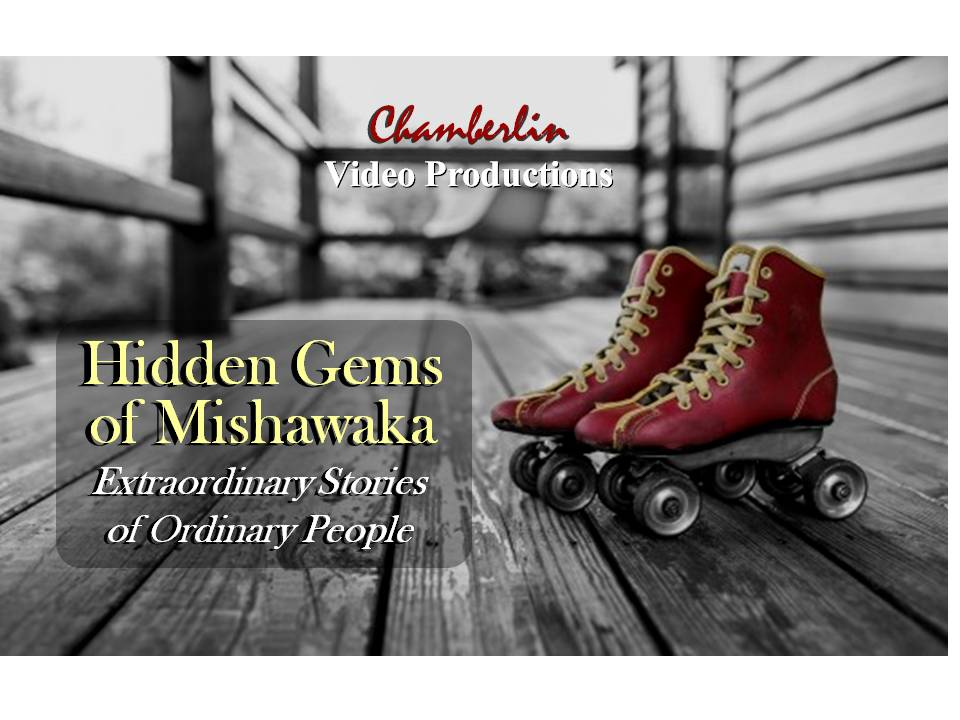 Chamberlin
Video Productions
Hidden Gems
of Mishawaka
Extraordinary Stories
of Ordinary People